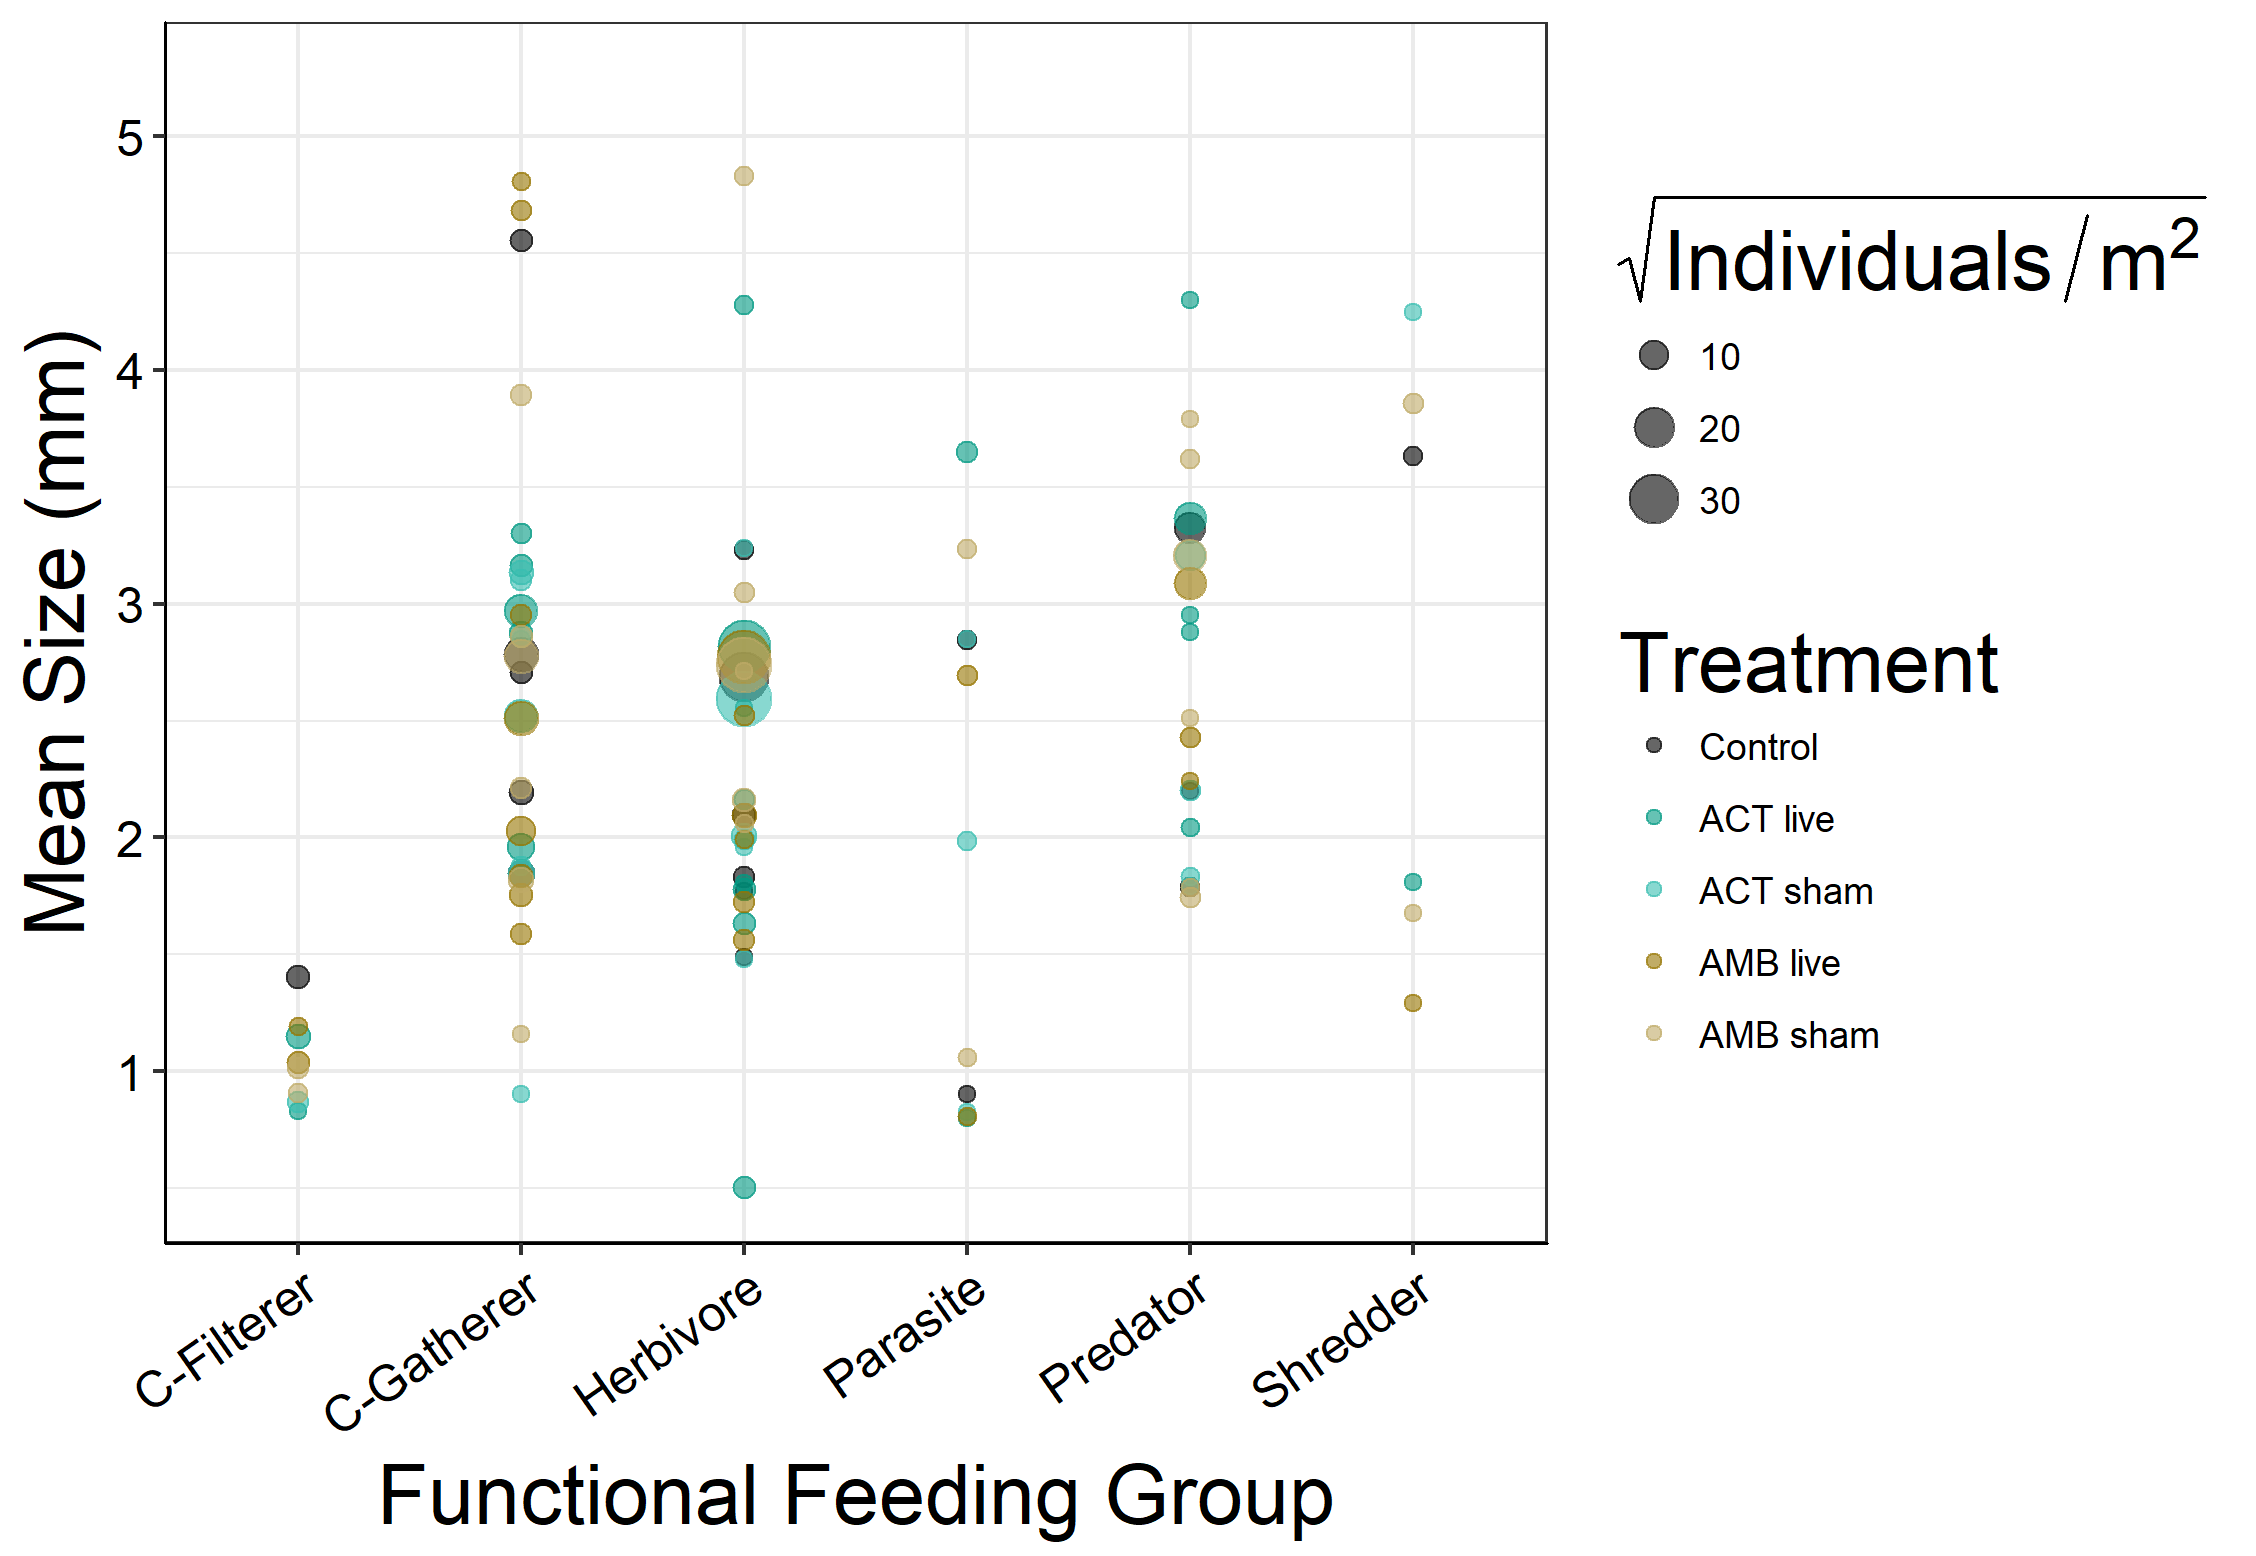 Mean Size (mm)
5
4
3
2
1
C-Filterer
C-Gatherer
Herbivore
Parasite
Predator
Shredder
Functional Feeding Group
√Individuals/m²
10
20
30
Treatment
Control
ACT live
ACT sham
AMB live
AMB sham